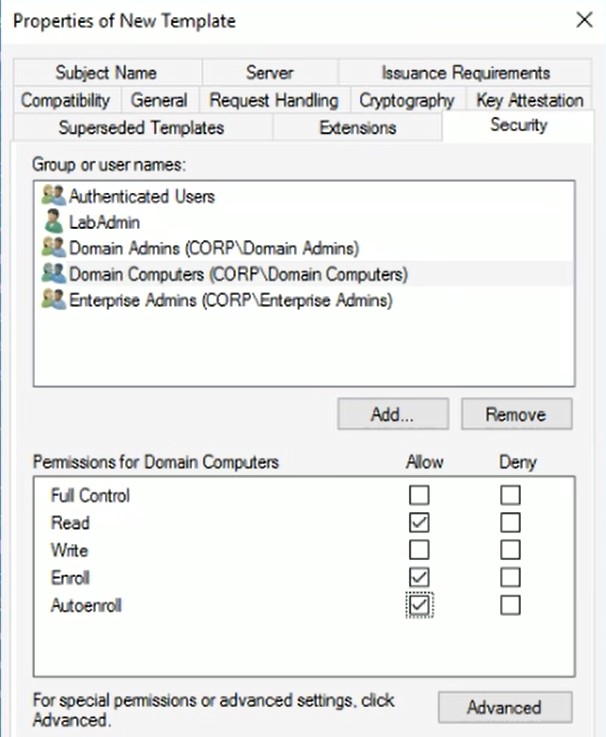 Properties of New Template
Subject Name Server Issuance Requirements
Compatibility General Request Handling Cryptography Key Attestation
Superseded Templates Extensions Security
Group or user names:
Authenticated Users
LabAdmin
Domain Admins (CORP\Domain Admins)
Domain Computers (CORP\Domain Computers)
Enterprise Admins (CORP\Enterprise Admins)
Add... Remove
Permissions for Domain Computers Allow Deny
Full Control
Read
Write
Enroll
Autoenroll
For special permissions or advanced settings, click
Advanced. Advanced